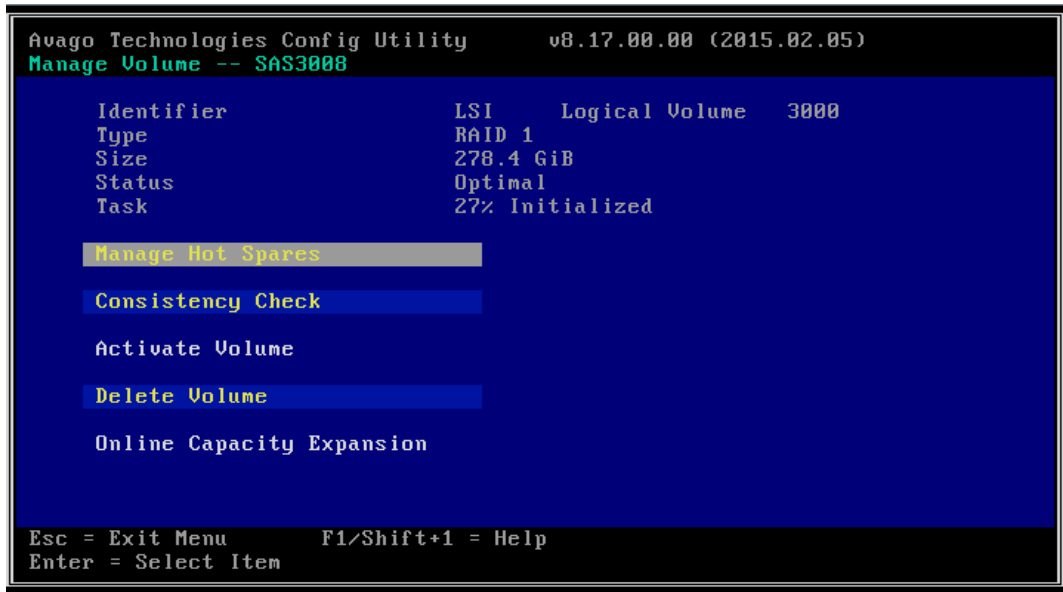 Avago Technologies Config Utility v8.17.00.00 (2015.02.05)
Manage Volume -- SAS3008
Identifier LSI Logical Volume 3000
Type RAID 1
Size 278.4 GiB
Status Optimal
Task 27% Initialized
Manage Hot Spares
Consistency Check
Activate Volume
Delete Volume
Online Capacity Expansion
Esc = Exit Menu F1/Shift+1 = Help
Enter = Select Item